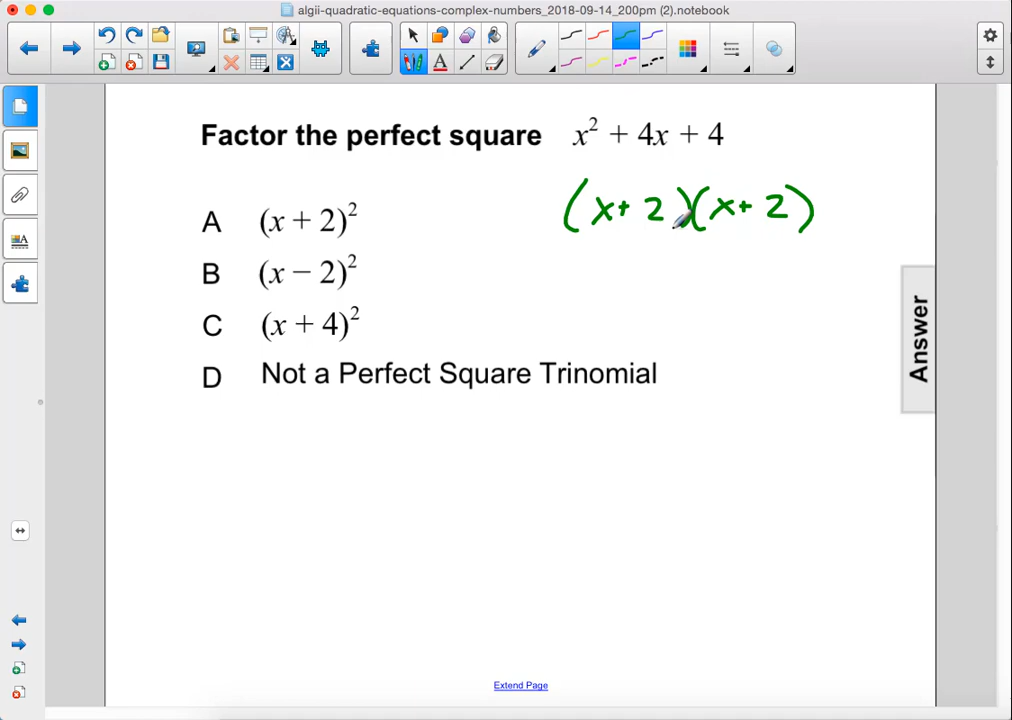 algii-quadratic-equations-complex-numbers_2018-09-14_200pm (2).notebook
Factor the perfect square x² + 4x + 4
(x+2)(x+2)
A (x + 2)²
B (x − 2)²
C (x + 4)²
D Not a Perfect Square Trinomial
Answer
Extend Page